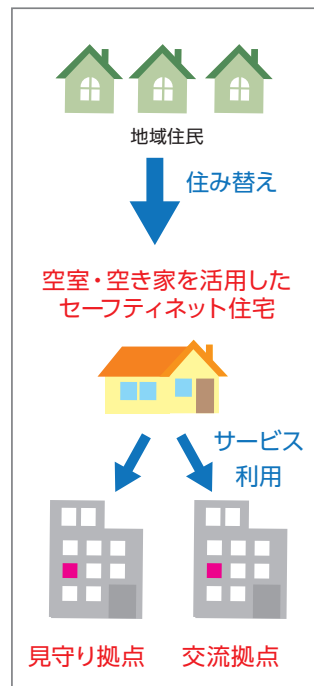 地域住民
住み替え
空室・空き家を活用した
セーフティネット住宅
サービス
利用
見守り拠点
交流拠点